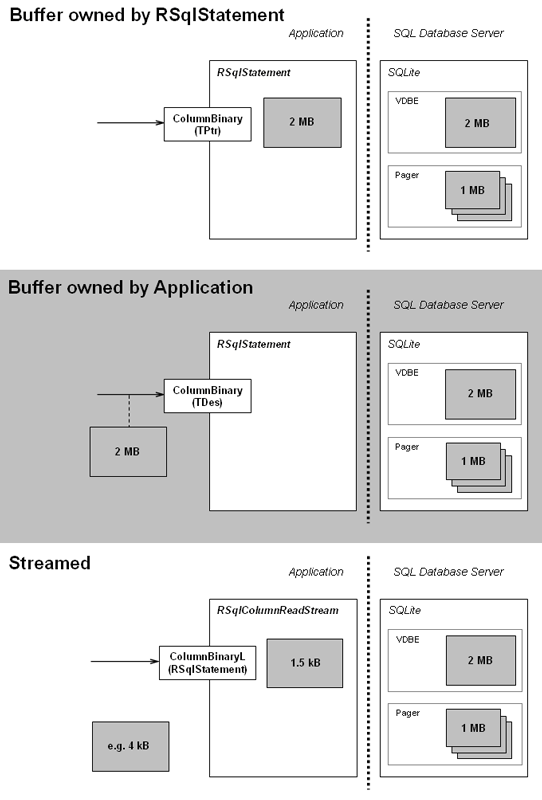 Buffer owned by RSqlStatement
Application
SQL Database Server
RSqlStatement
SQLite
VDBE
ColumnBinary
(TPtr)
2 MB
2 MB
Pager
1 MB
Buffer owned by Application
Application
SQL Database Server
RSqlStatement
SQLite
VDBE
ColumnBinary
(TDes)
2 MB
2 MB
Pager
1 MB
Streamed
Application
SQL Database Server
RSqlColumnReadStream
SQLite
VDBE
ColumnBinaryL
(RSqlStatement)
1.5 kB
2 MB
Pager
1 MB
e.g. 4 kB